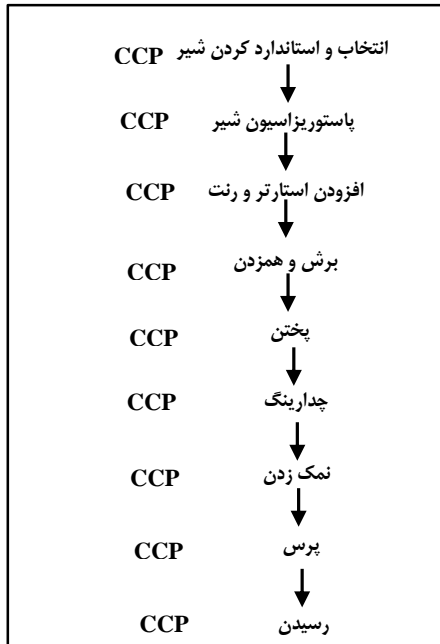 انتخاب و استاندارد کردن شیر CCP
پاستوریزاسیون شیر CCP
افزودن استارتر و رنت CCP
برش و همزدن CCP
پختن CCP
چدارینگ CCP
نمک زدن CCP
پرس CCP
رسیدن CCP